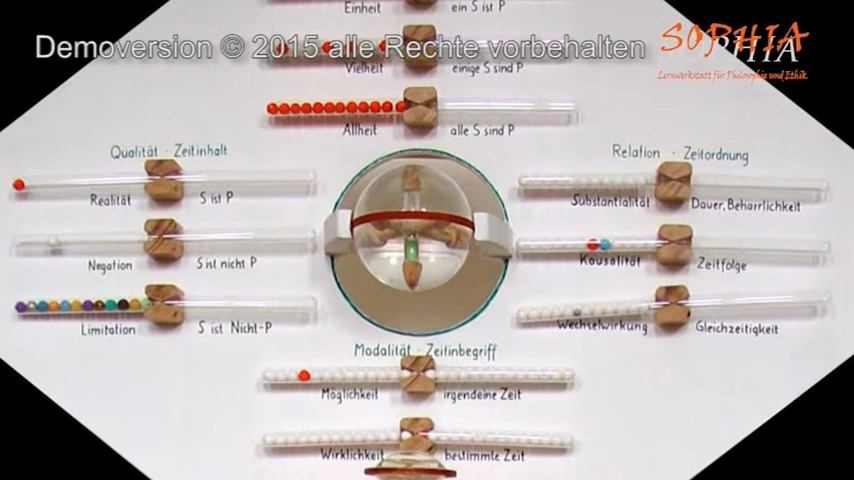 Einheit ein S ist P
Demoversion © 2015 alle Rechte vorbehalten
SOPHIA
Lernwerkstatt für Philosophie und Ethik
Vielheit einige S sind P
Allheit alle S sind P
Qualität · Zeitinhalt
Realität S ist P
Negation S ist nicht P
Limitation S ist Nicht-P
Relation · Zeitordnung
Substantialität Dauer, Beharrlichkeit
Kausalität Zeitfolge
Wechselwirkung Gleichzeitigkeit
Modalität · Zeitinbegriff
Möglichkeit irgendeine Zeit
Wirklichkeit bestimmte Zeit